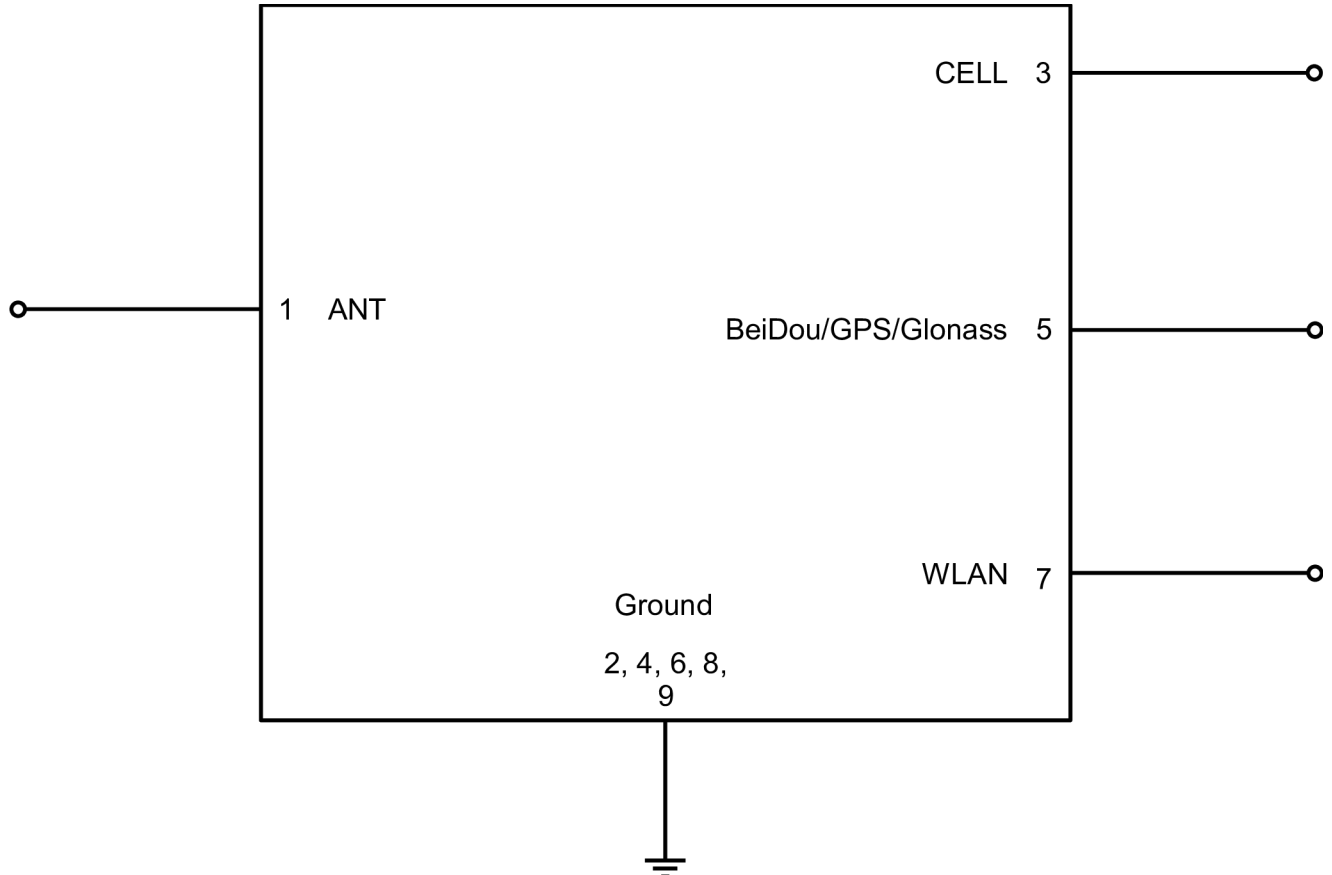 CELL 3
1 ANT
BeiDou/GPS/Glonass 5
WLAN 7
Ground
2, 4, 6, 8,
9